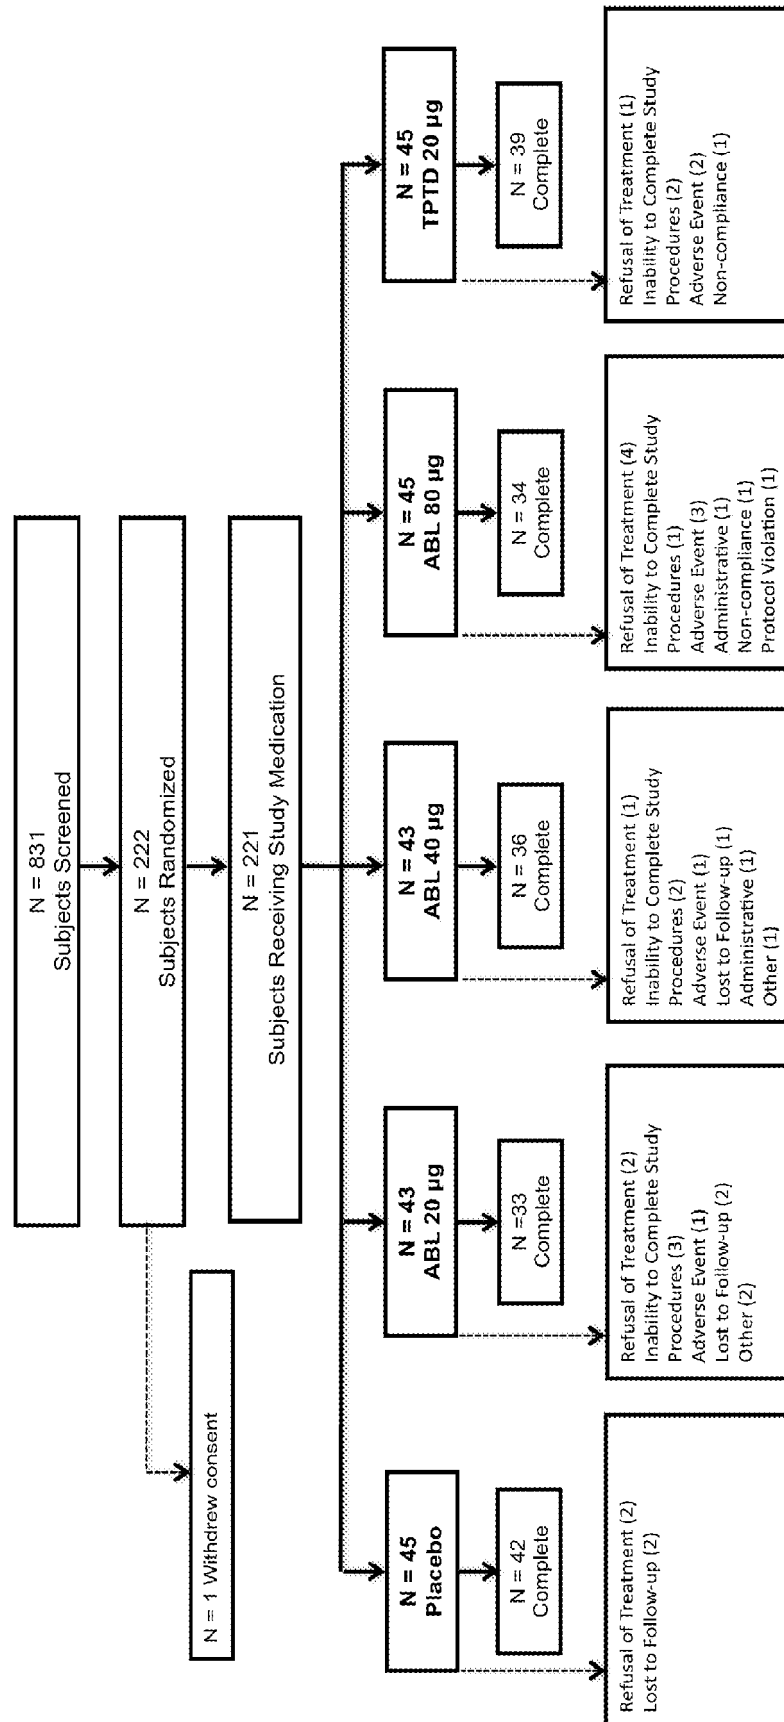 N = 831
Subjects Screened
N = 222
Subjects Randomized
N = 1 Withdrew consent
N = 221
Subjects Receiving Study Medication
N = 45
Placebo
N = 43
ABL 20 µg
N = 43
ABL 40 µg
N = 45
ABL 80 µg
N = 45
TPTD 20 µg
N = 42
Complete
N =33
Complete
N = 36
Complete
N = 34
Complete
N = 39
Complete
Refusal of Treatment (2)
Lost to Follow-up (2)
Refusal of Treatment (2)
Inability to Complete Study
Procedures (3)
Adverse Event (1)
Lost to Follow-up (2)
Other (2)
Refusal of Treatment (1)
Inability to Complete Study
Procedures (2)
Adverse Event (1)
Lost to Follow-up (1)
Administrative (1)
Other (1)
Refusal of Treatment (4)
Inability to Complete Study
Procedures (1)
Adverse Event (3)
Administrative (1)
Non-compliance (1)
Protocol Violation (1)
Refusal of Treatment (1)
Inability to Complete Study
Procedures (2)
Adverse Event (2)
Non-compliance (1)